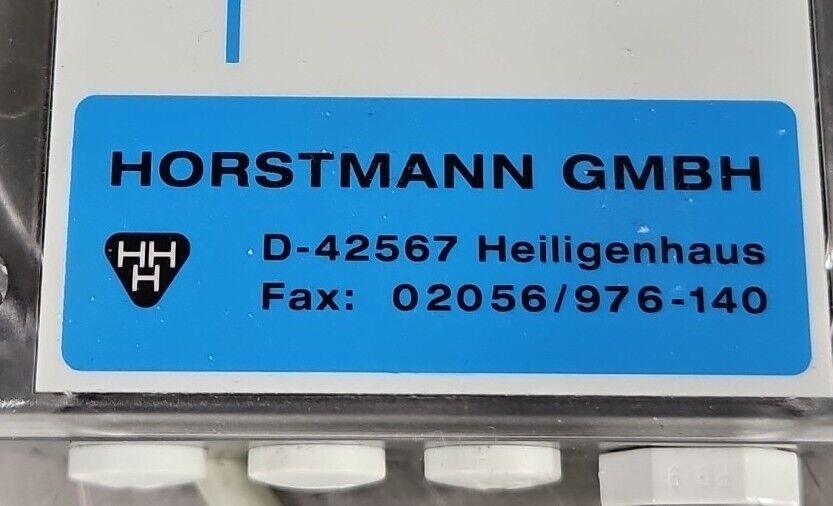 HORSTMANN GMBH
HHH
D-42567 Heiligenhaus
Fax: 02056/976-140